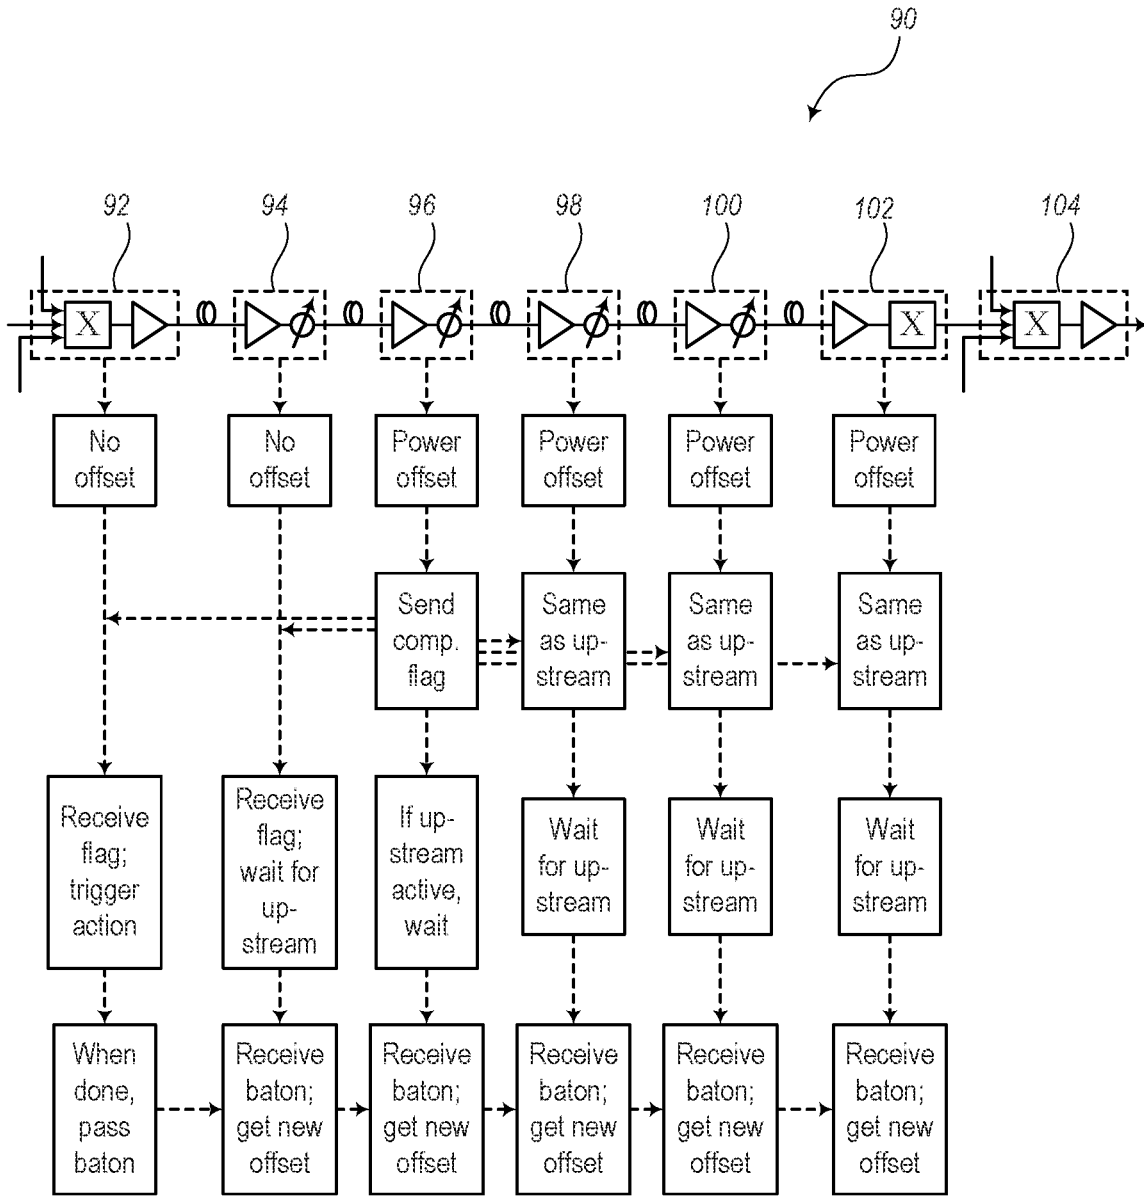 90
92
94
96
98
100
102
104
X
X
X
No
offset
No
offset
Power
offset
Power
offset
Power
offset
Power
offset
Send
comp.
flag
Same
as up-
stream
Same
as up-
stream
Same
as up-
stream
Receive
flag;
trigger
action
Receive
flag;
wait for
up-
stream
If up-
stream
active,
wait
Wait
for up-
stream
Wait
for up-
stream
Wait
for up-
stream
When
done,
pass
baton
Receive
baton;
get new
offset
Receive
baton;
get new
offset
Receive
baton;
get new
offset
Receive
baton;
get new
offset
Receive
baton;
get new
offset